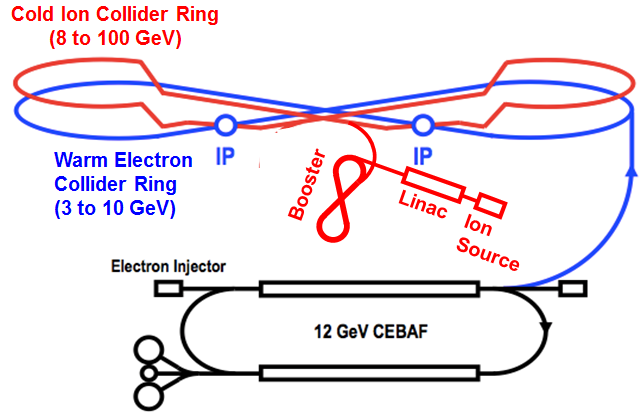 Cold Ion Collider Ring
(8 to 100 GeV)
IP
IP
Warm Electron
Collider Ring
(3 to 10 GeV)
Booster
Linac
Ion
Source
Electron Injector
12 GeV CEBAF